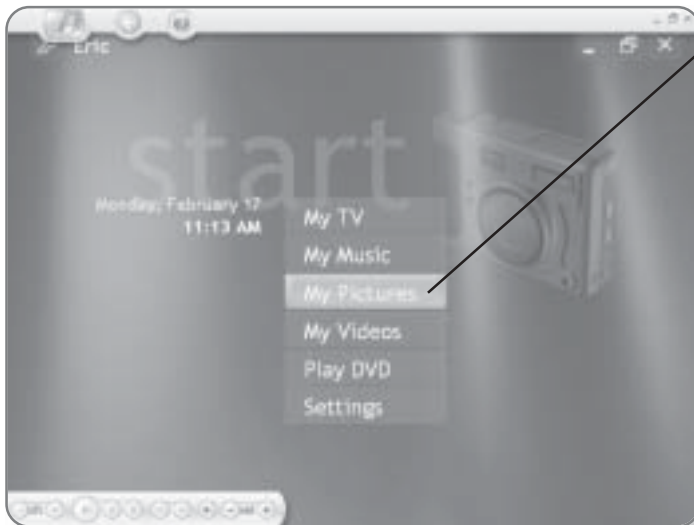 Eric
start
Monday, February 17
11:13 AM
My TV
My Music
My Pictures
My Videos
Play DVD
Settings